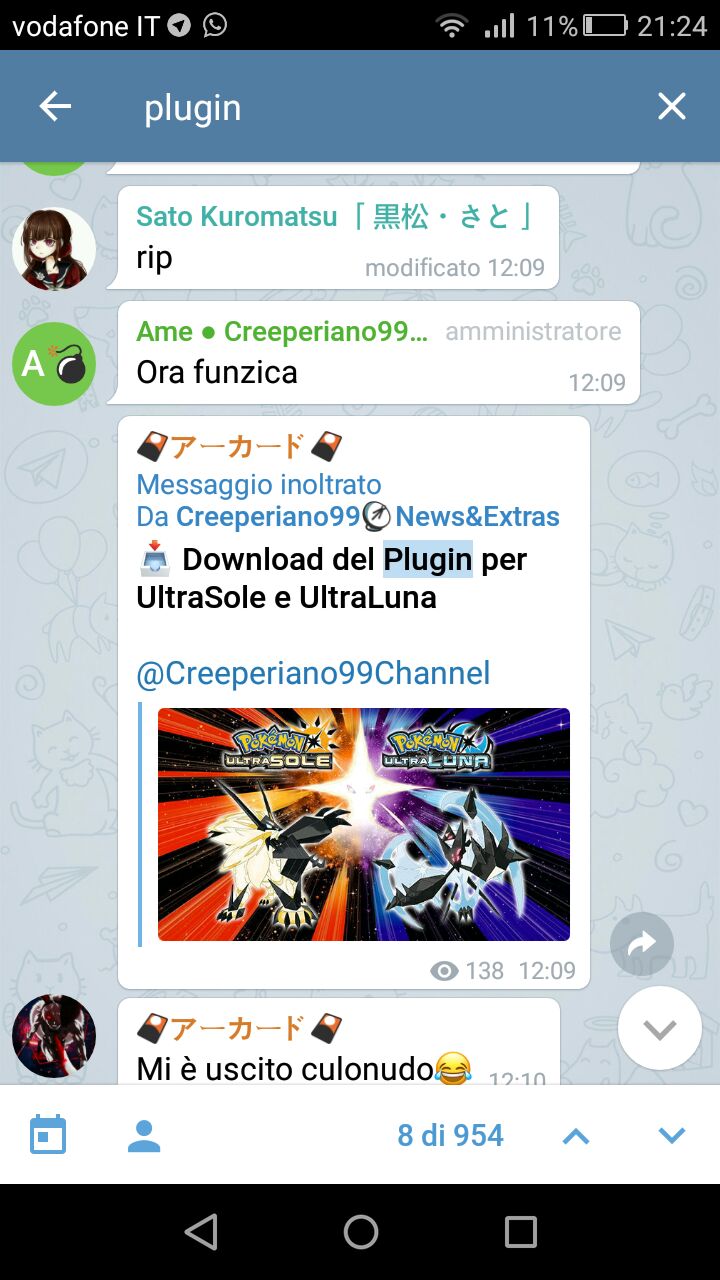 vodafone IT 11% 21:24
plugin
Sato Kuromatsu「黒松・さと」
rip
modificato 12:09
Ame ● Creeperiano99... amministratore
Ora funzica
12:09
🎴アーカード🎴
Messaggio inoltrato
Da Creeperiano99 News&Extras
📥 Download del Plugin per
UltraSole e UltraLuna
@Creeperiano99Channel
POKÉMON POKÉMON
ULTRASOLE ULTRALUNA
138 12:09
🎴アーカード🎴
Mi è uscito culonudo😂 12:10
8 di 954